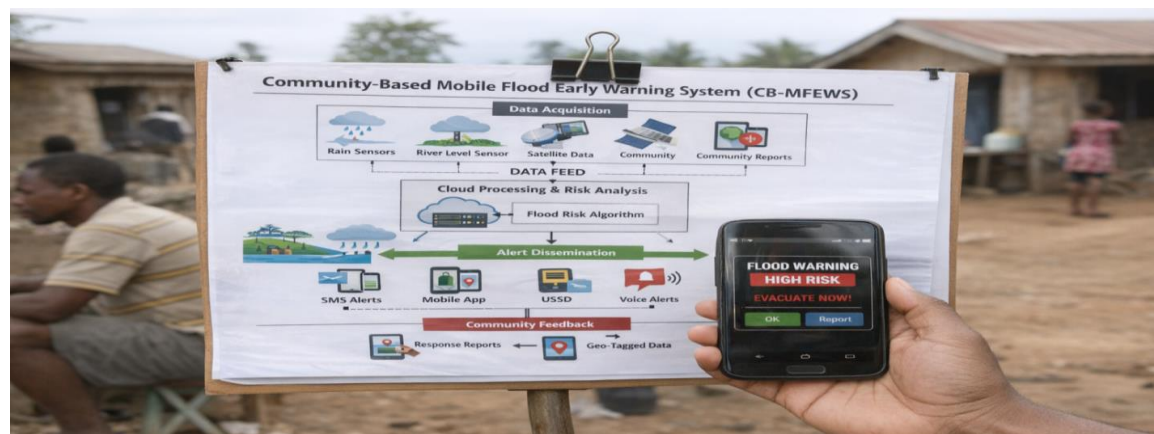 Community-Based Mobile Flood Early Warning System (CB-MFEWS)
Data Acquisition
Rain Sensors
River Level Sensor
Satellite Data
Community
Community Reports
DATA FEED
Cloud Processing & Risk Analysis
Flood Risk Algorithm
Alert Dissemination
SMS Alerts
Mobile App
USSD
Voice Alerts
Community Feedback
Response Reports
Geo-Tagged Data
FLOOD WARNING
HIGH RISK
EVACUATE NOW!
OK
Report